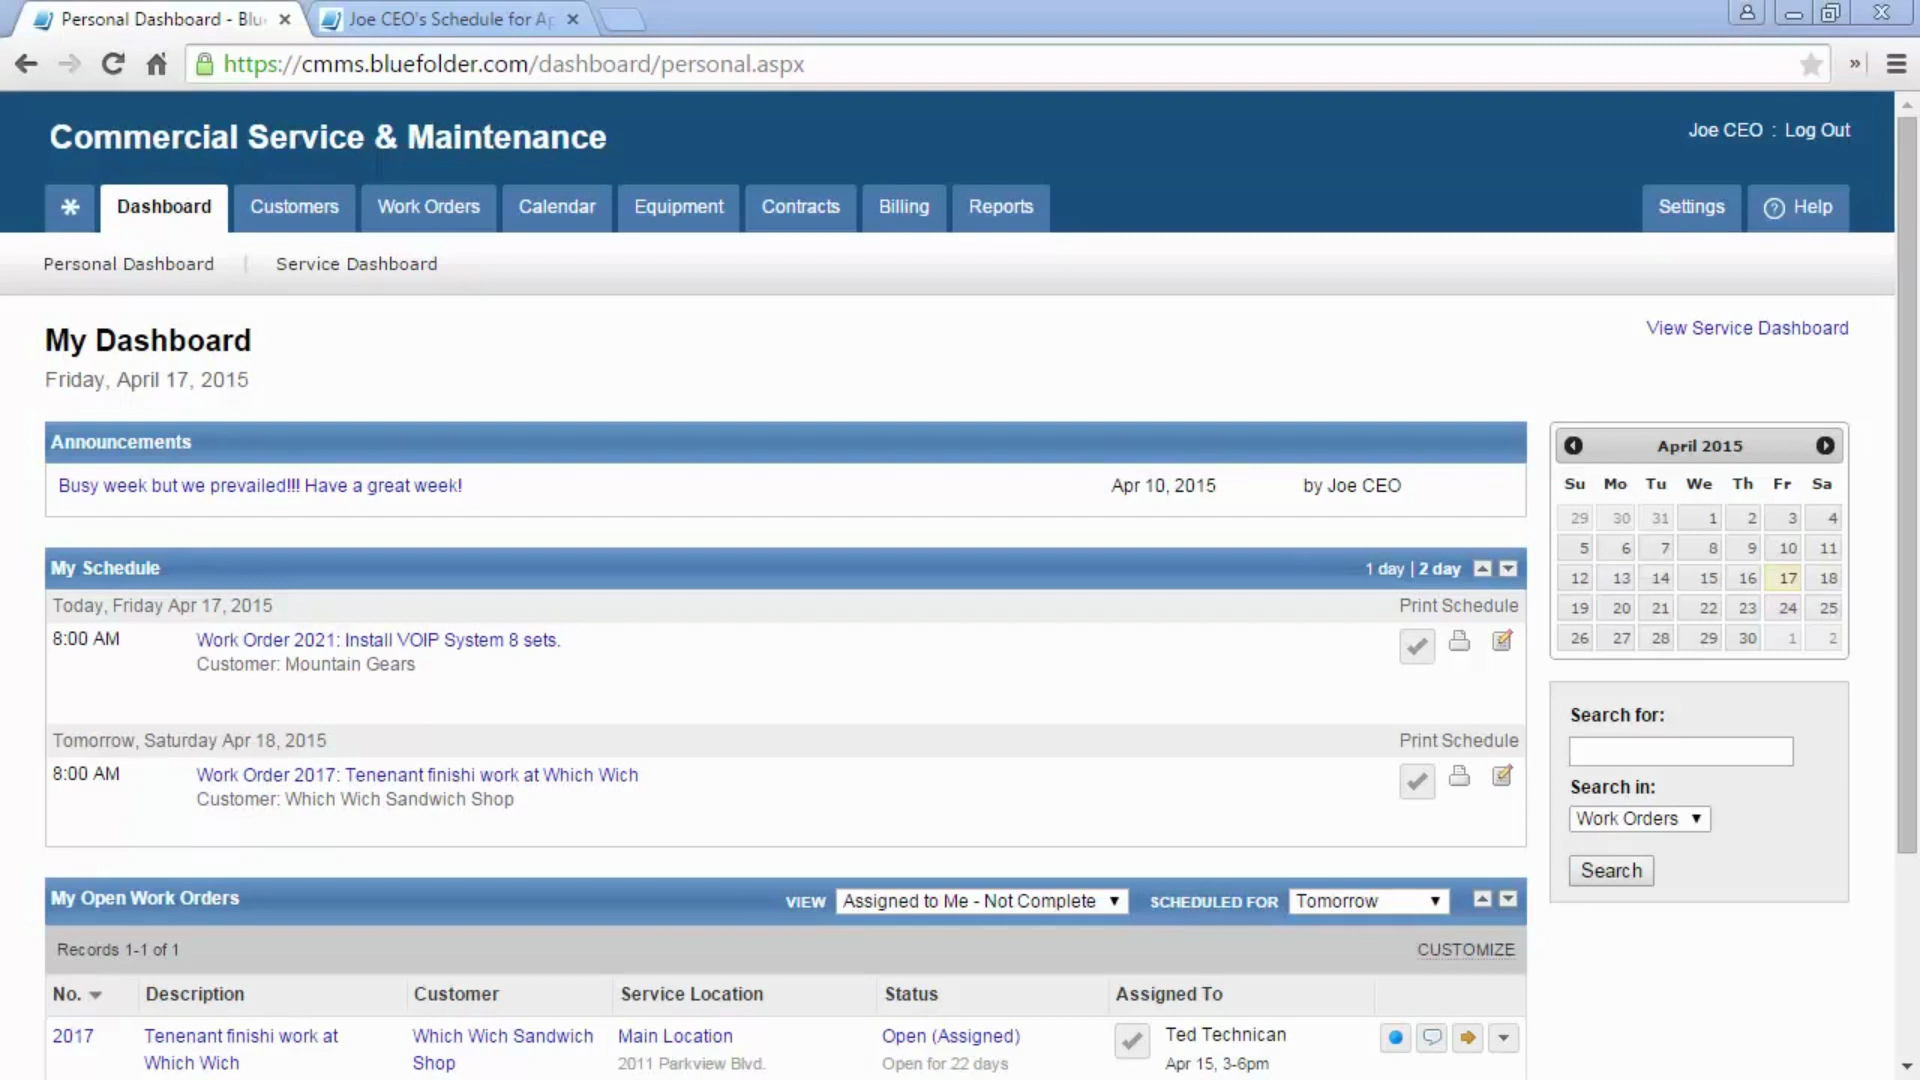 Personal Dashboard - Blu
Joe CEO's Schedule for Ap
https://cmms.bluefolder.com/dashboard/personal.aspx
Commercial Service & Maintenance
Joe CEO : Log Out
Dashboard Customers Work Orders Calendar Equipment Contracts Billing Reports Settings Help
Personal Dashboard | Service Dashboard
My Dashboard
View Service Dashboard
Friday, April 17, 2015
Announcements
Busy week but we prevailed!!! Have a great week! Apr 10, 2015 by Joe CEO
My Schedule 1 day | 2 day
Today, Friday Apr 17, 2015 Print Schedule
8:00 AM Work Order 2021: Install VOIP System 8 sets.
Customer: Mountain Gears
Tomorrow, Saturday Apr 18, 2015 Print Schedule
8:00 AM Work Order 2017: Tenenant finishi work at Which Wich
Customer: Which Wich Sandwich Shop
My Open Work Orders VIEW Assigned to Me - Not Complete SCHEDULED FOR Tomorrow
Records 1-1 of 1 CUSTOMIZE
No. Description Customer Service Location Status Assigned To
2017 Tenenant finishi work at Which Wich Sandwich Main Location Open (Assigned) Ted Technican
Which Wich Shop 2011 Parkview Blvd. Open for 22 days Apr 15, 3-6pm
April 2015
Su Mo Tu We Th Fr Sa
29 30 31 1 2 3 4
5 6 7 8 9 10 11
12 13 14 15 16 17 18
19 20 21 22 23 24 25
26 27 28 29 30 1 2
Search for:
Search in:
Work Orders
Search